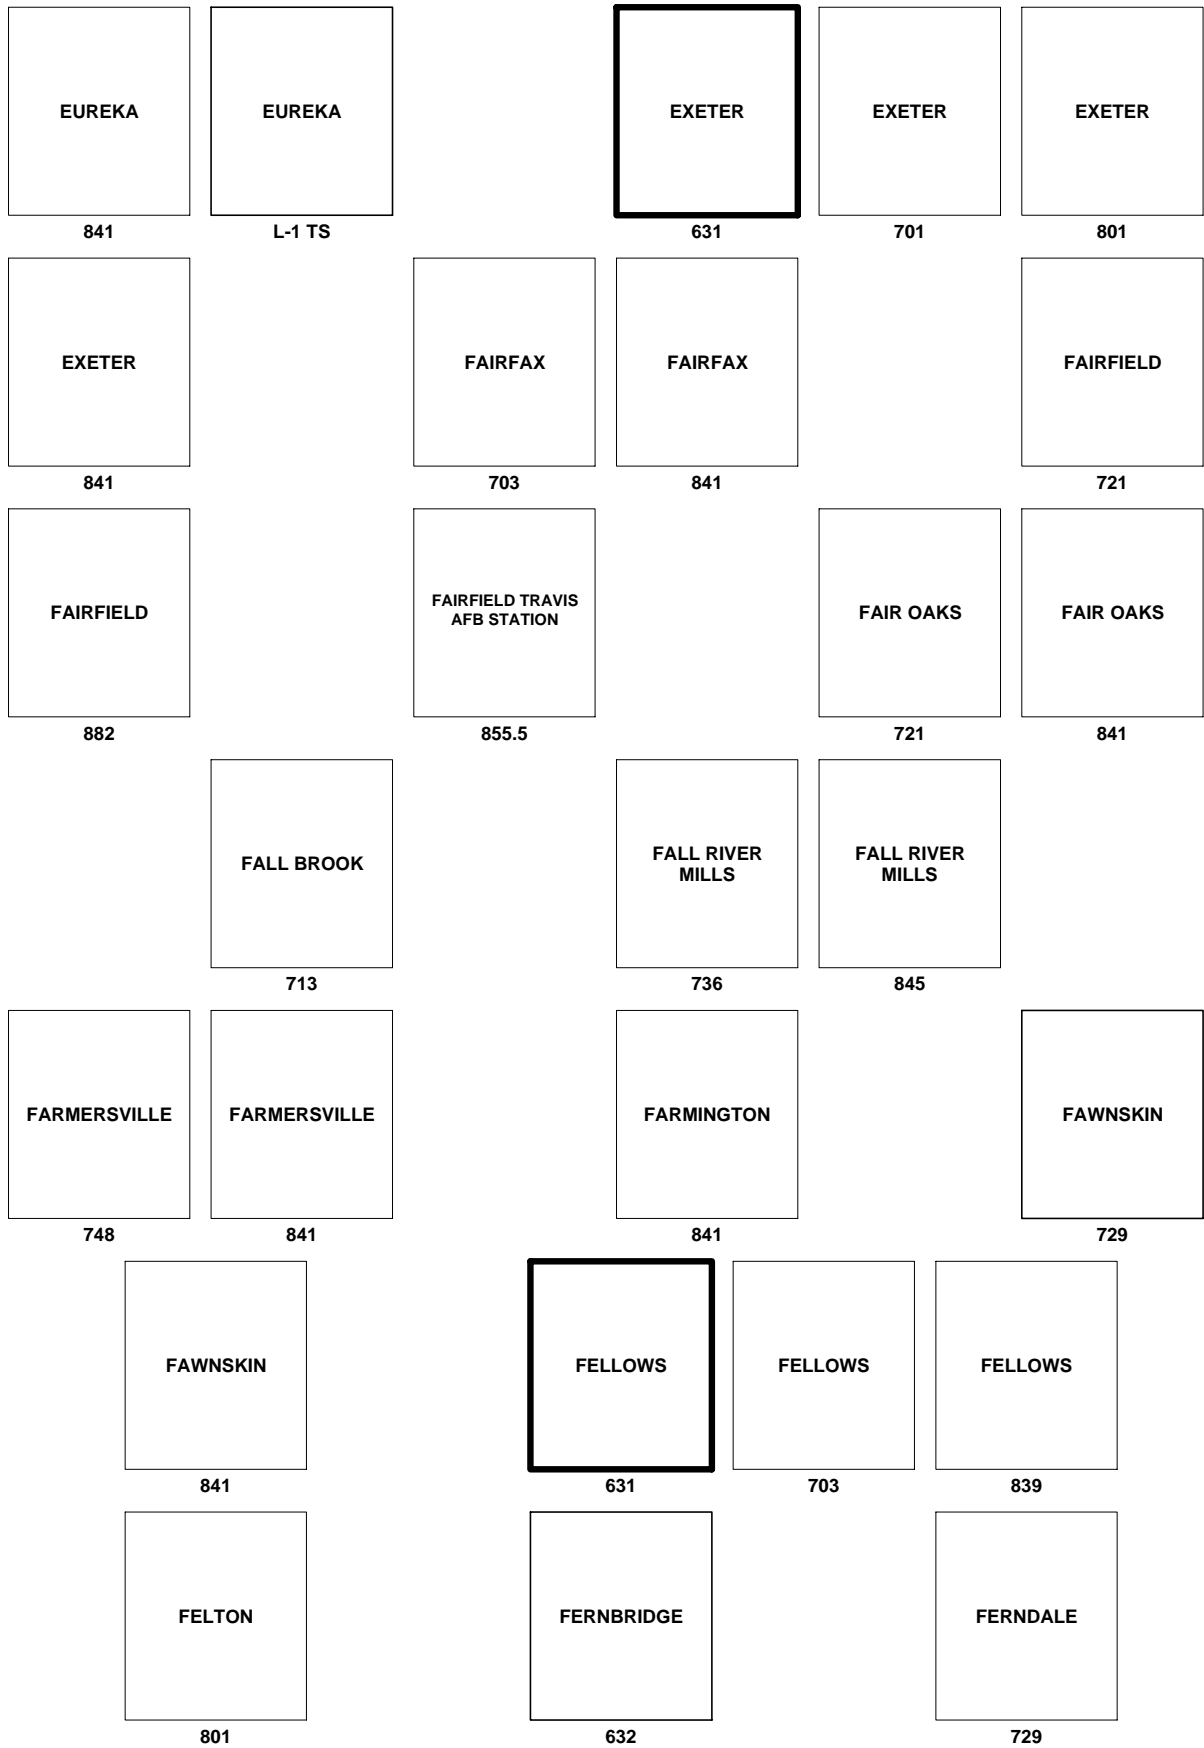 EUREKA
841
EUREKA
L-1 TS
EXETER
631
EXETER
701
EXETER
801
EXETER
841
FAIRFAX
703
FAIRFAX
841
FAIRFIELD
721
FAIRFIELD
882
FAIRFIELD TRAVIS
AFB STATION
855.5
FAIR OAKS
721
FAIR OAKS
841
FALL BROOK
713
FALL RIVER
MILLS
736
FALL RIVER
MILLS
845
FARMERSVILLE
748
FARMERSVILLE
841
FARMINGTON
841
FAWNSKIN
729
FAWNSKIN
841
FELLOWS
631
FELLOWS
703
FELLOWS
839
FELTON
801
FERNBRIDGE
632
FERNDALE
729